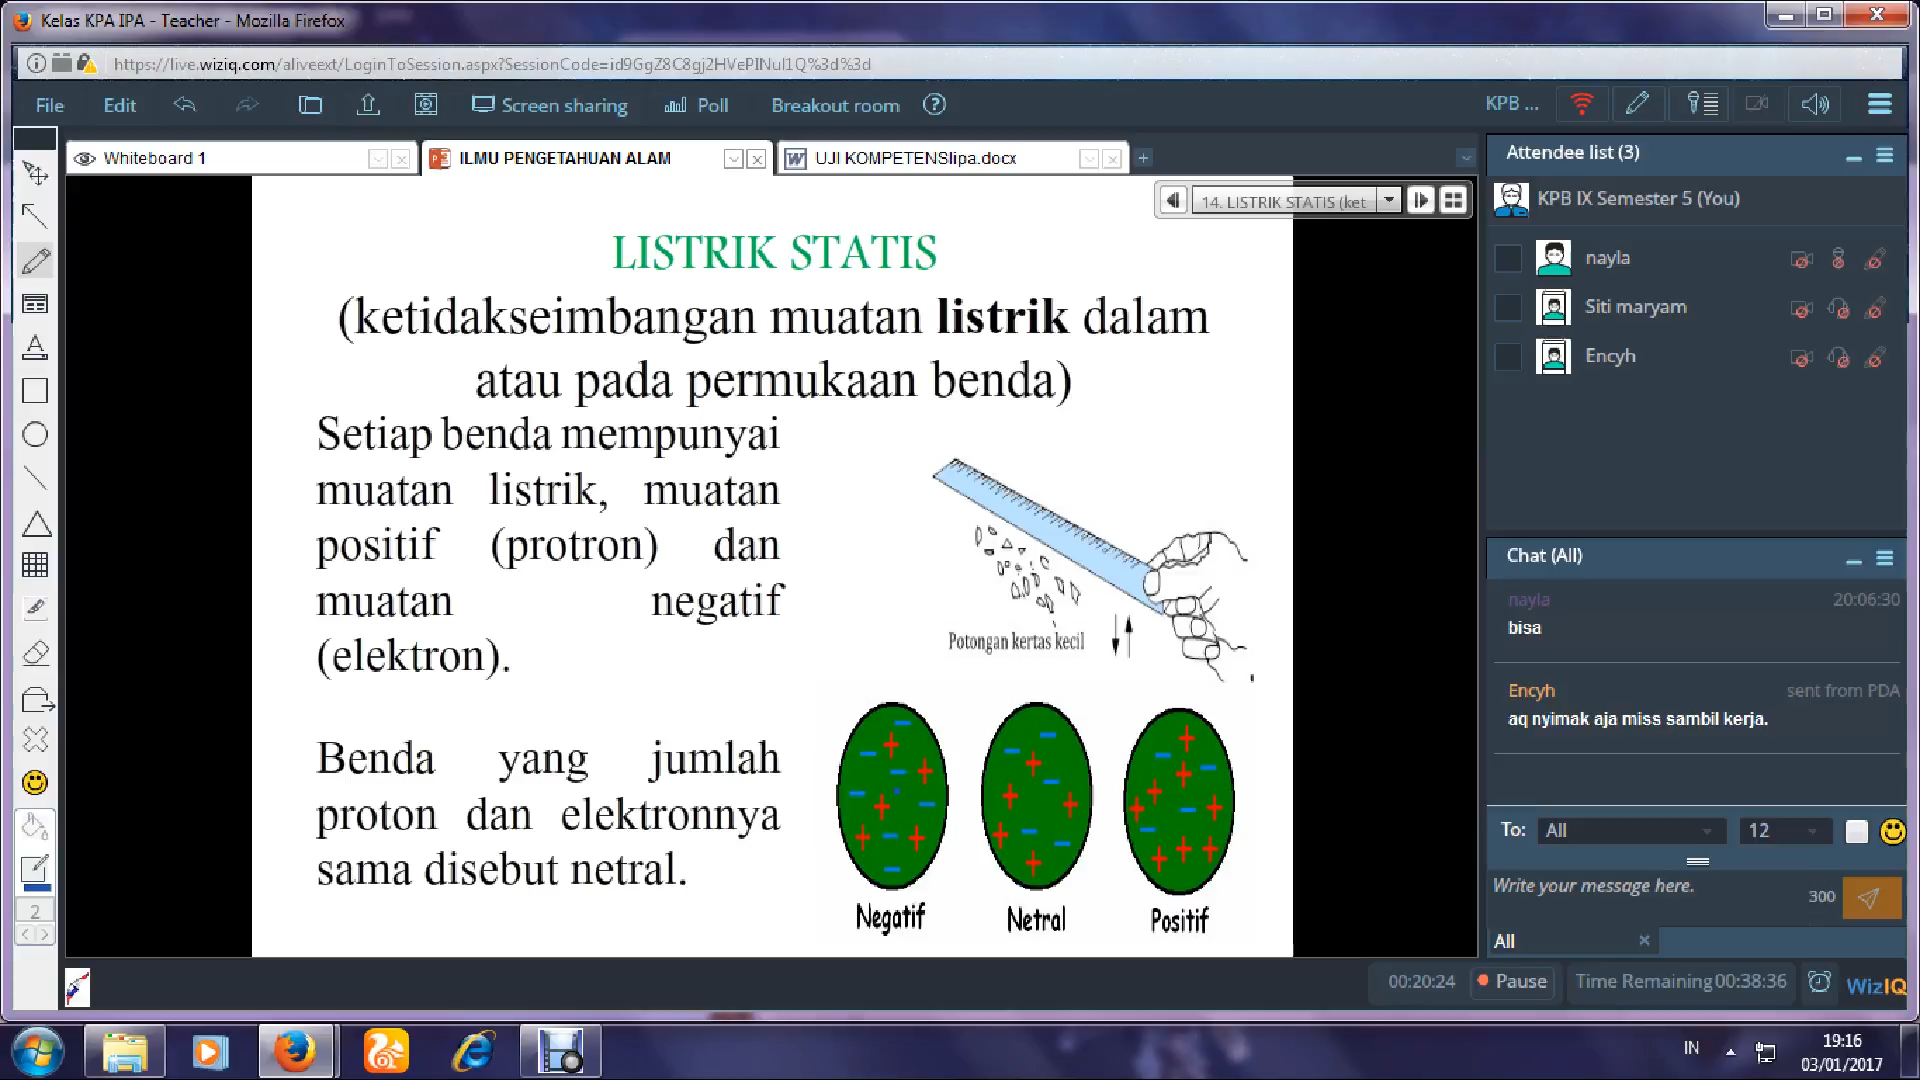 Kelas KPA IPA - Teacher - Mozilla Firefox
https://live.wiziq.com/aliveext/LoginToSession.aspx?SessionCode=id9GgZ8C8gj2HVePINul1Q%3d%3d
File Edit Screen sharing Poll Breakout room KPB ...
Whiteboard 1 ILMU PENGETAHUAN ALAM UJI KOMPETENSIipa.docx
14. LISTRIK STATIS (ket
LISTRIK STATIS
(ketidakseimbangan muatan listrik dalam
atau pada permukaan benda)
Setiap benda mempunyai
muatan listrik, muatan
positif (protron) dan
muatan negatif
(elektron).
Potongan kertas kecil
Benda yang jumlah
proton dan elektronnya
sama disebut netral.
Negatif Netral Positif
Attendee list (3)
KPB IX Semester 5 (You)
nayla
Siti maryam
Encyh
Chat (All)
nayla 20:06:30
bisa
Encyh sent from PDA
aq nyimak aja miss sambil kerja.
To: All 12
Write your message here. 300
All
2
00:20:24 Pause Time Remaining 00:38:36 WizIQ
IN 19:16
03/01/2017